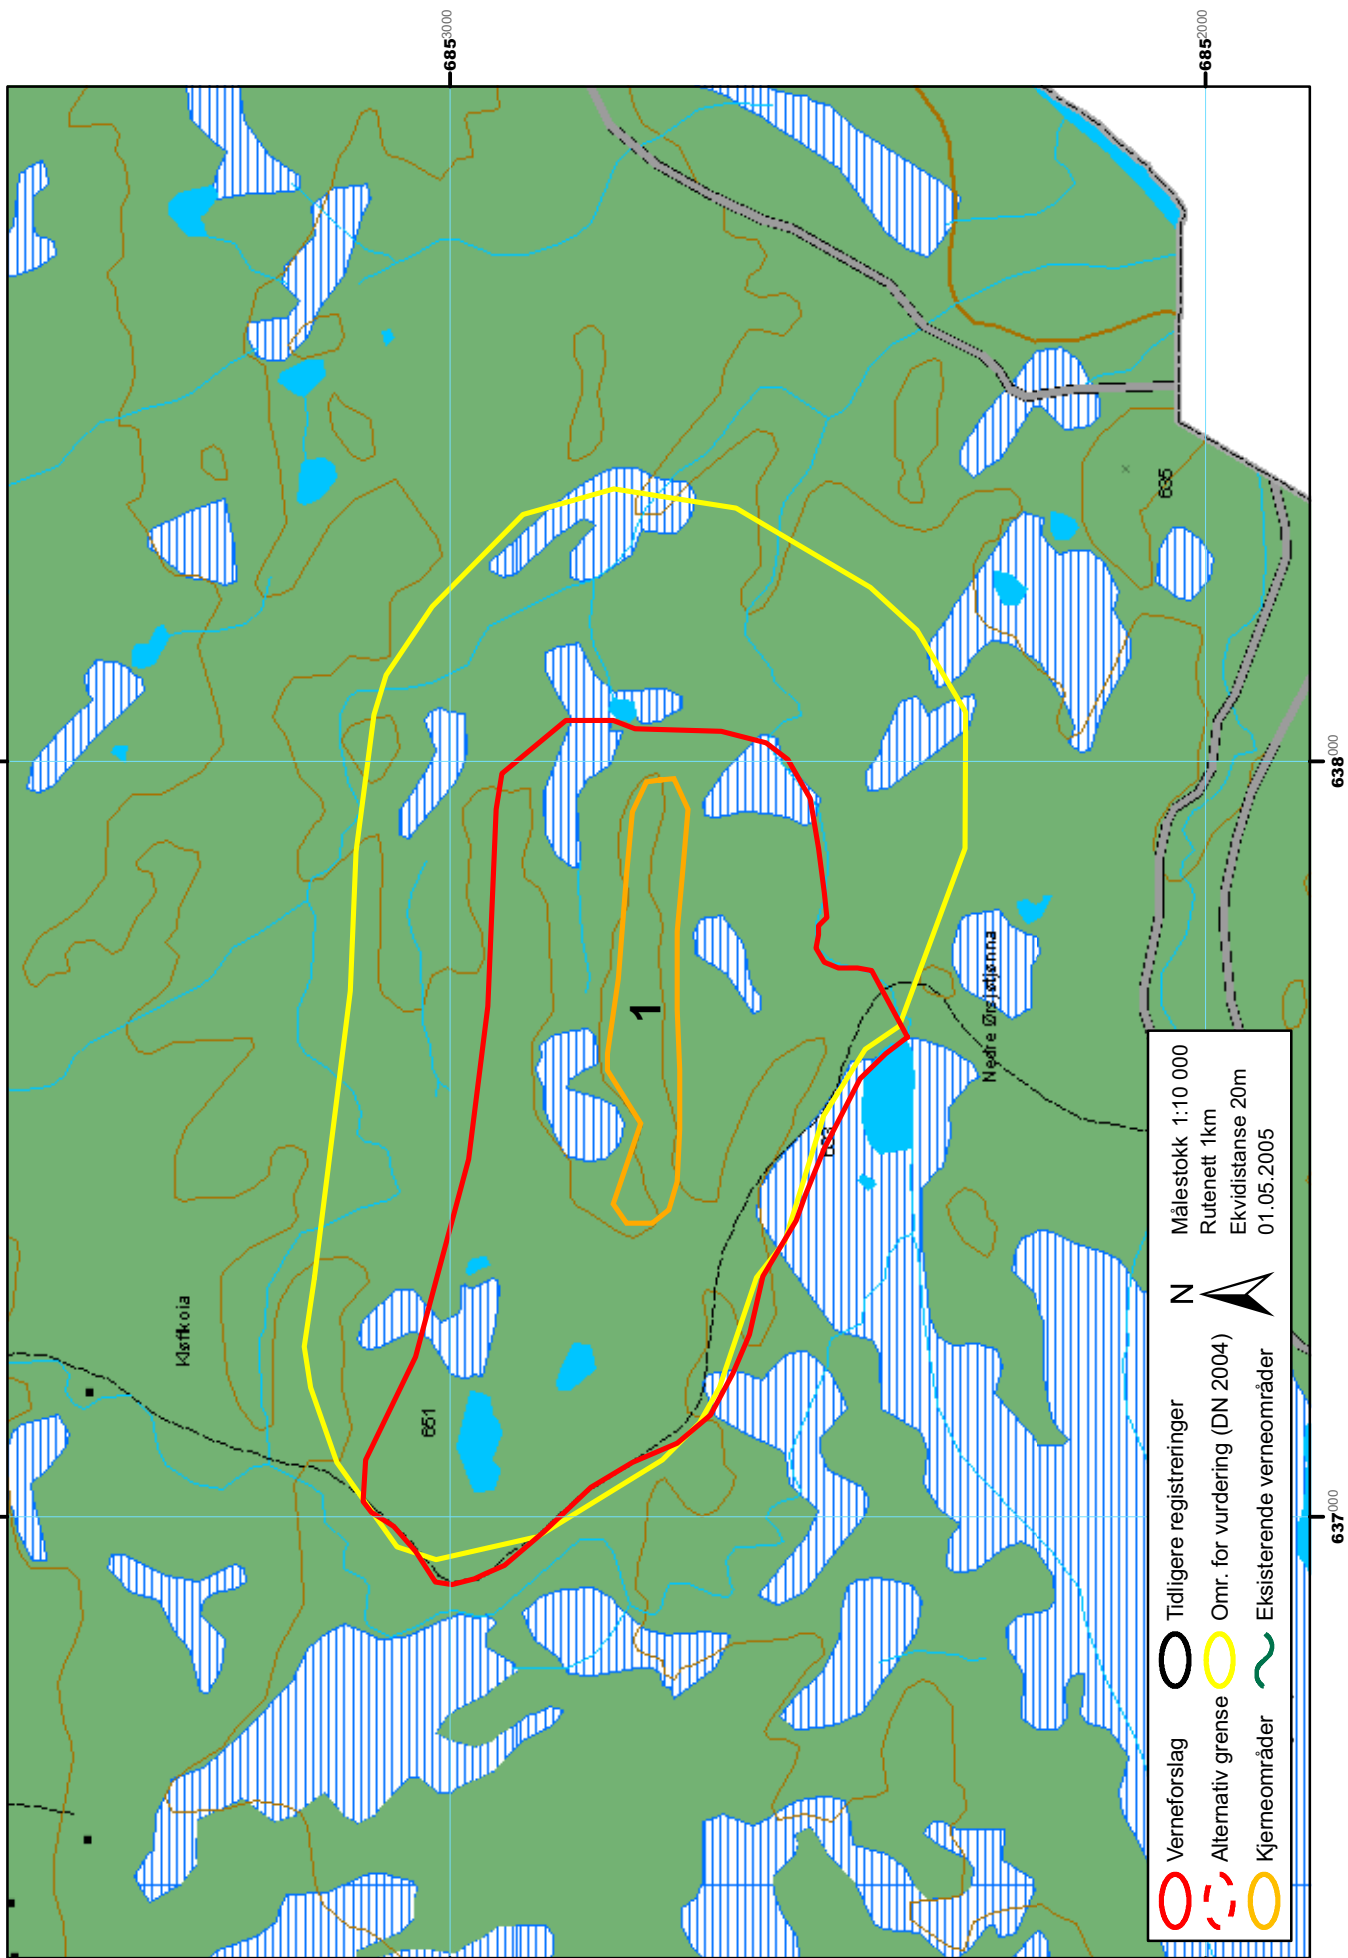 6853000
6852000
638000
637000
635
Nedre Ørsjøtjønna
1
Kløftkoia
651
Målestokk 1:10 000
Rutenett 1km
Ekvidistanse 20m
01.05.2005
N
Verneforslag
Tidligere registreringer
Alternativ grense
Omr. for vurdering (DN 2004)
Kjerneområder
Eksisterende verneområder